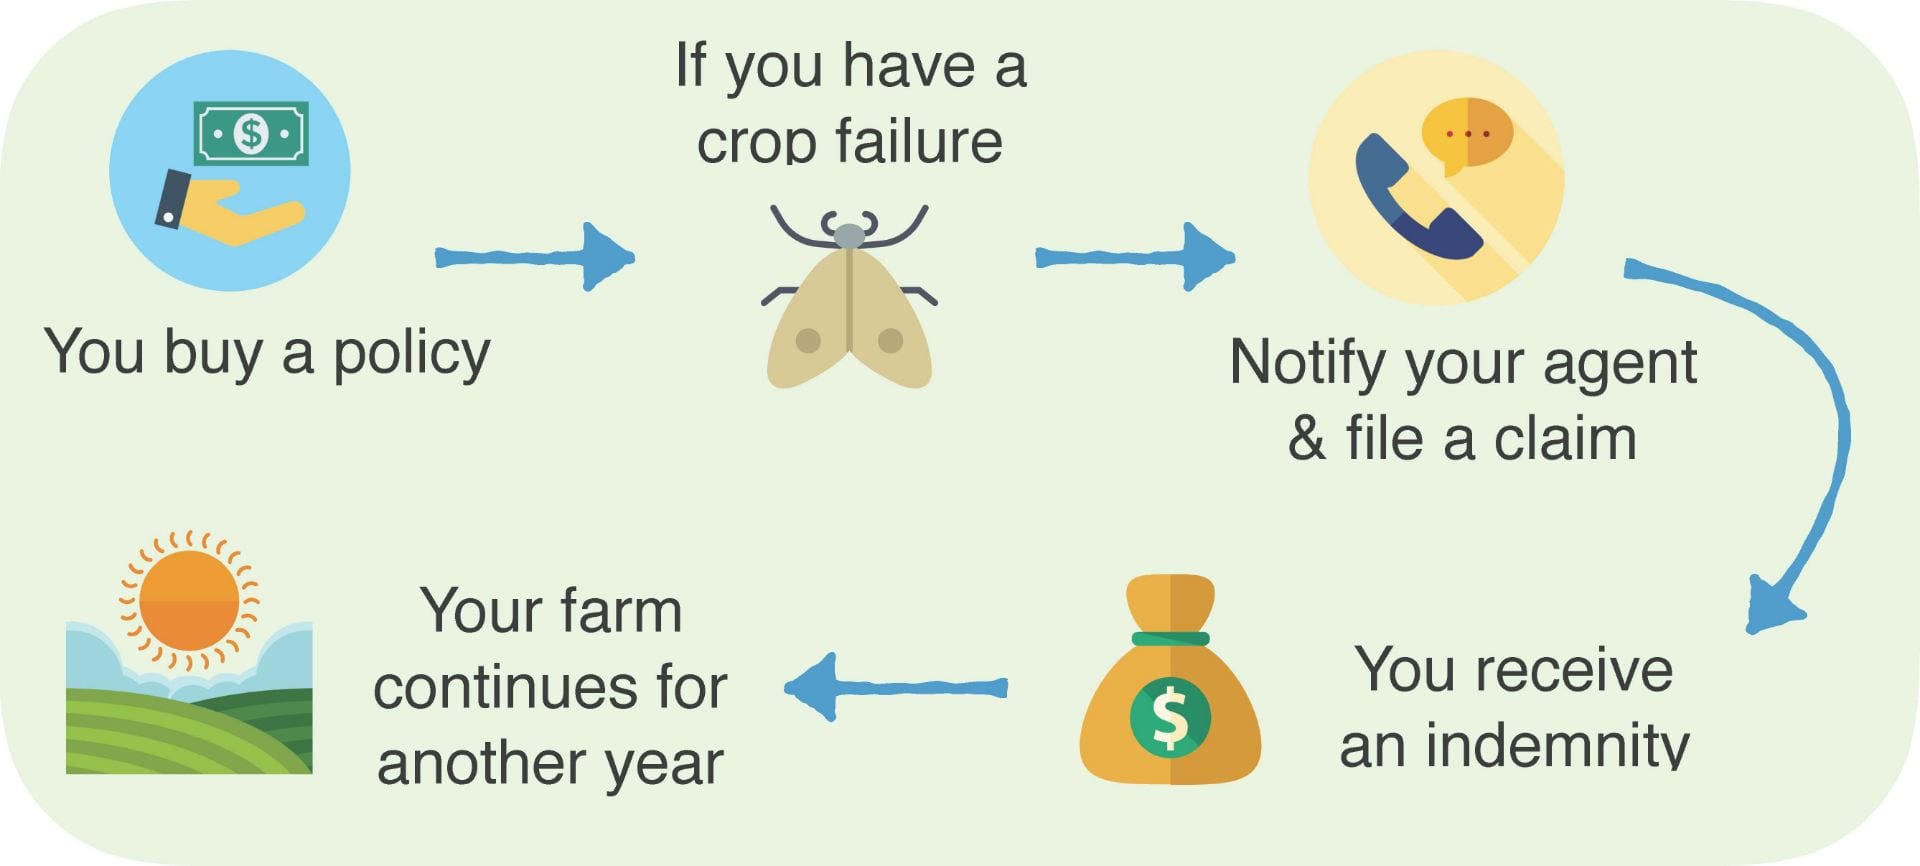 You buy a policy
If you have a
crop failure
Notify your agent
& file a claim
You receive
an indemnity
Your farm
continues for
another year
$
$